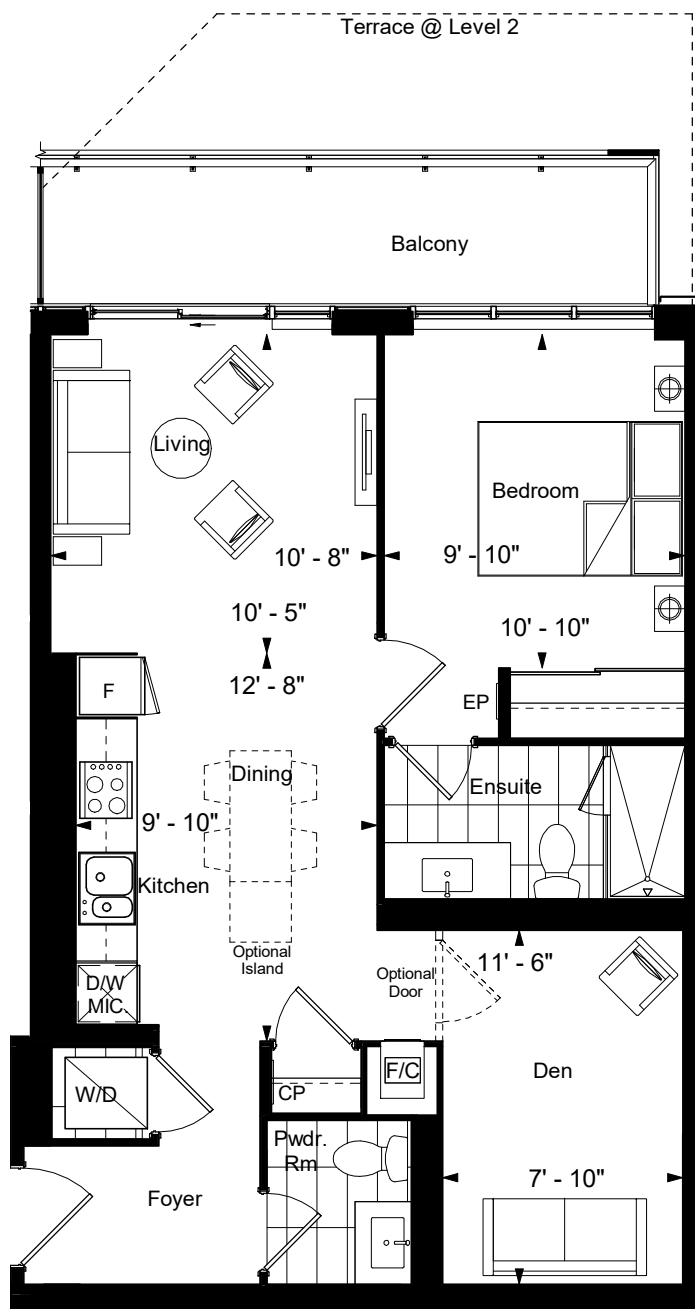 Terrace @ Level 2
Balcony
Living
Bedroom
10' - 8"
9' - 10"
10' - 5"
10' - 10"
12' - 8"
F
EP
Dining
Ensuite
9' - 10"
Kitchen
Optional
Island
Optional
Door
11' - 6"
D/W
MIC
W/D
CP
F/C
Den
Pwdr.
Rm
Foyer
7' - 10"